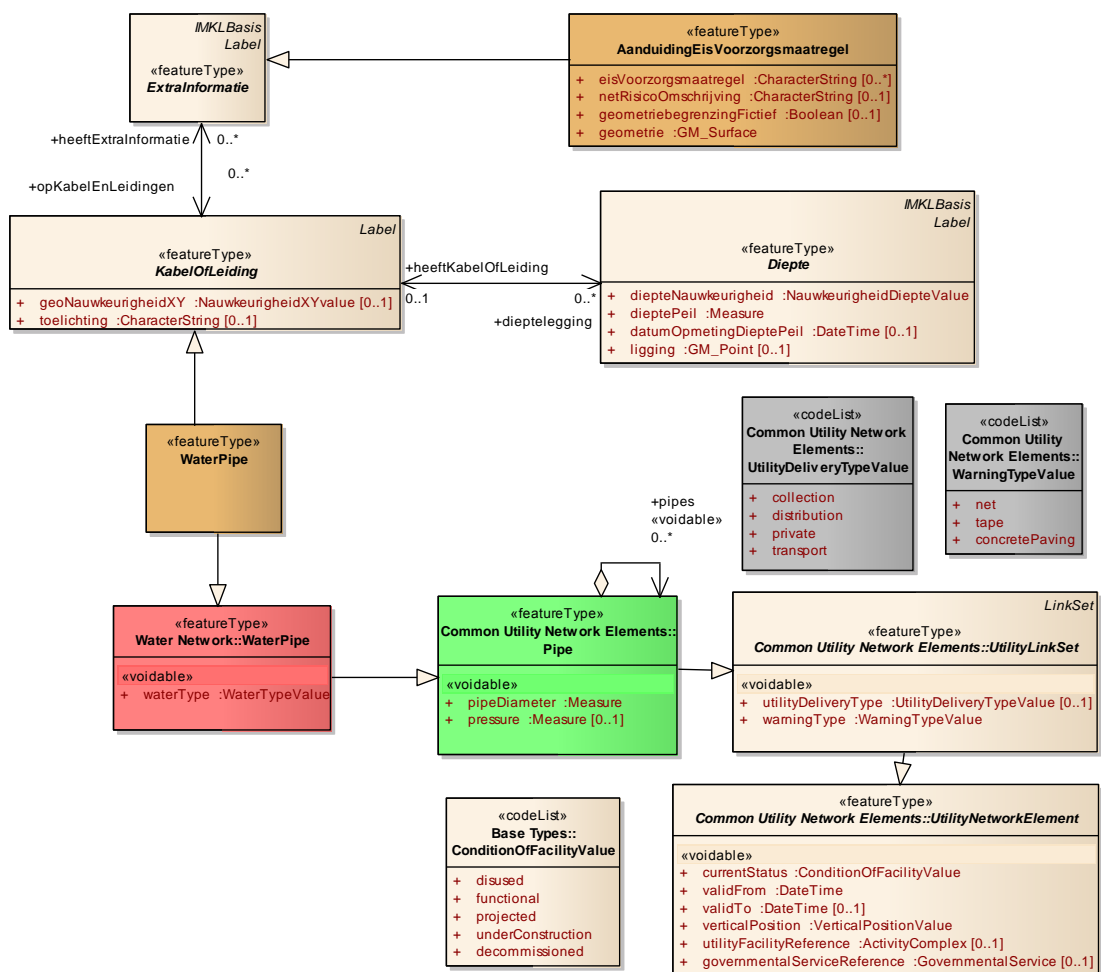 IMKLBasis
Label
«featureType»
ExtraInformatie
«featureType»
AanduidingEisVoorzorgsmaatregel
+ eisVoorzorgsmaatregel :CharacterString [0..*]
+ netRisicoOmschrijving :CharacterString [0..1]
+ geometriebegrenzingFictief :Boolean [0..1]
+ geometrie :GM_Surface
+heeftExtraInformatie 0..*
0..*
+opKabelEnLeidingen
Label
«featureType»
KabelOfLeiding
+ geoNauwkeurigheidXY :NauwkeurigheidXYvalue [0..1]
+ toelichting :CharacterString [0..1]
+heeftKabelOfLeiding
0..1 0..*
+dieptelegging
IMKLBasis
Label
«featureType»
Diepte
+ diepteNauwkeurigheid :NauwkeurigheidDiepteValue
+ dieptePeil :Measure
+ datumOpmetingDieptePeil :DateTime [0..1]
+ ligging :GM_Point [0..1]
«featureType»
WaterPipe
«codeList»
Common Utility Network
Elements::
UtilityDeliveryTypeValue
+ collection
+ distribution
+ private
+ transport
«codeList»
Common Utility
Network Elements::
WarningTypeValue
+ net
+ tape
+ concretePaving
+pipes
«voidable»
0..*
«featureType»
Water Network::WaterPipe
«voidable»
+ waterType :WaterTypeValue
«featureType»
Common Utility Network Elements::
Pipe
«voidable»
+ pipeDiameter :Measure
+ pressure :Measure [0..1]
LinkSet
«featureType»
Common Utility Network Elements::UtilityLinkSet
«voidable»
+ utilityDeliveryType :UtilityDeliveryTypeValue [0..1]
+ warningType :WarningTypeValue
«codeList»
Base Types::
ConditionOfFacilityValue
+ disused
+ functional
+ projected
+ underConstruction
+ decommissioned
«featureType»
Common Utility Network Elements::UtilityNetworkElement
«voidable»
+ currentStatus :ConditionOfFacilityValue
+ validFrom :DateTime
+ validTo :DateTime [0..1]
+ verticalPosition :VerticalPositionValue
+ utilityFacilityReference :ActivityComplex [0..1]
+ governmentalServiceReference :GovernmentalService [0..1]